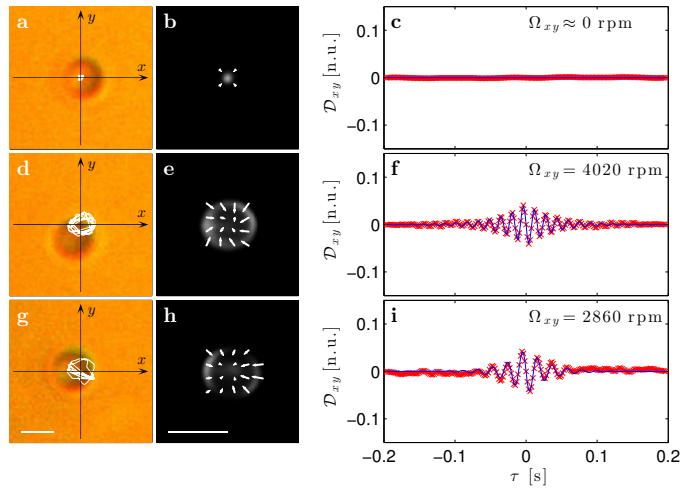 a
y
x
b
c
Ω_xy ≈ 0 rpm
D_xy [n.u.]
0.1
0
−0.1
d
y
x
e
f
Ω_xy = 4020 rpm
D_xy [n.u.]
0.1
0
−0.1
g
y
x
h
i
Ω_xy = 2860 rpm
D_xy [n.u.]
0.1
0
−0.1
−0.2 −0.1 0 0.1 0.2
τ [s]